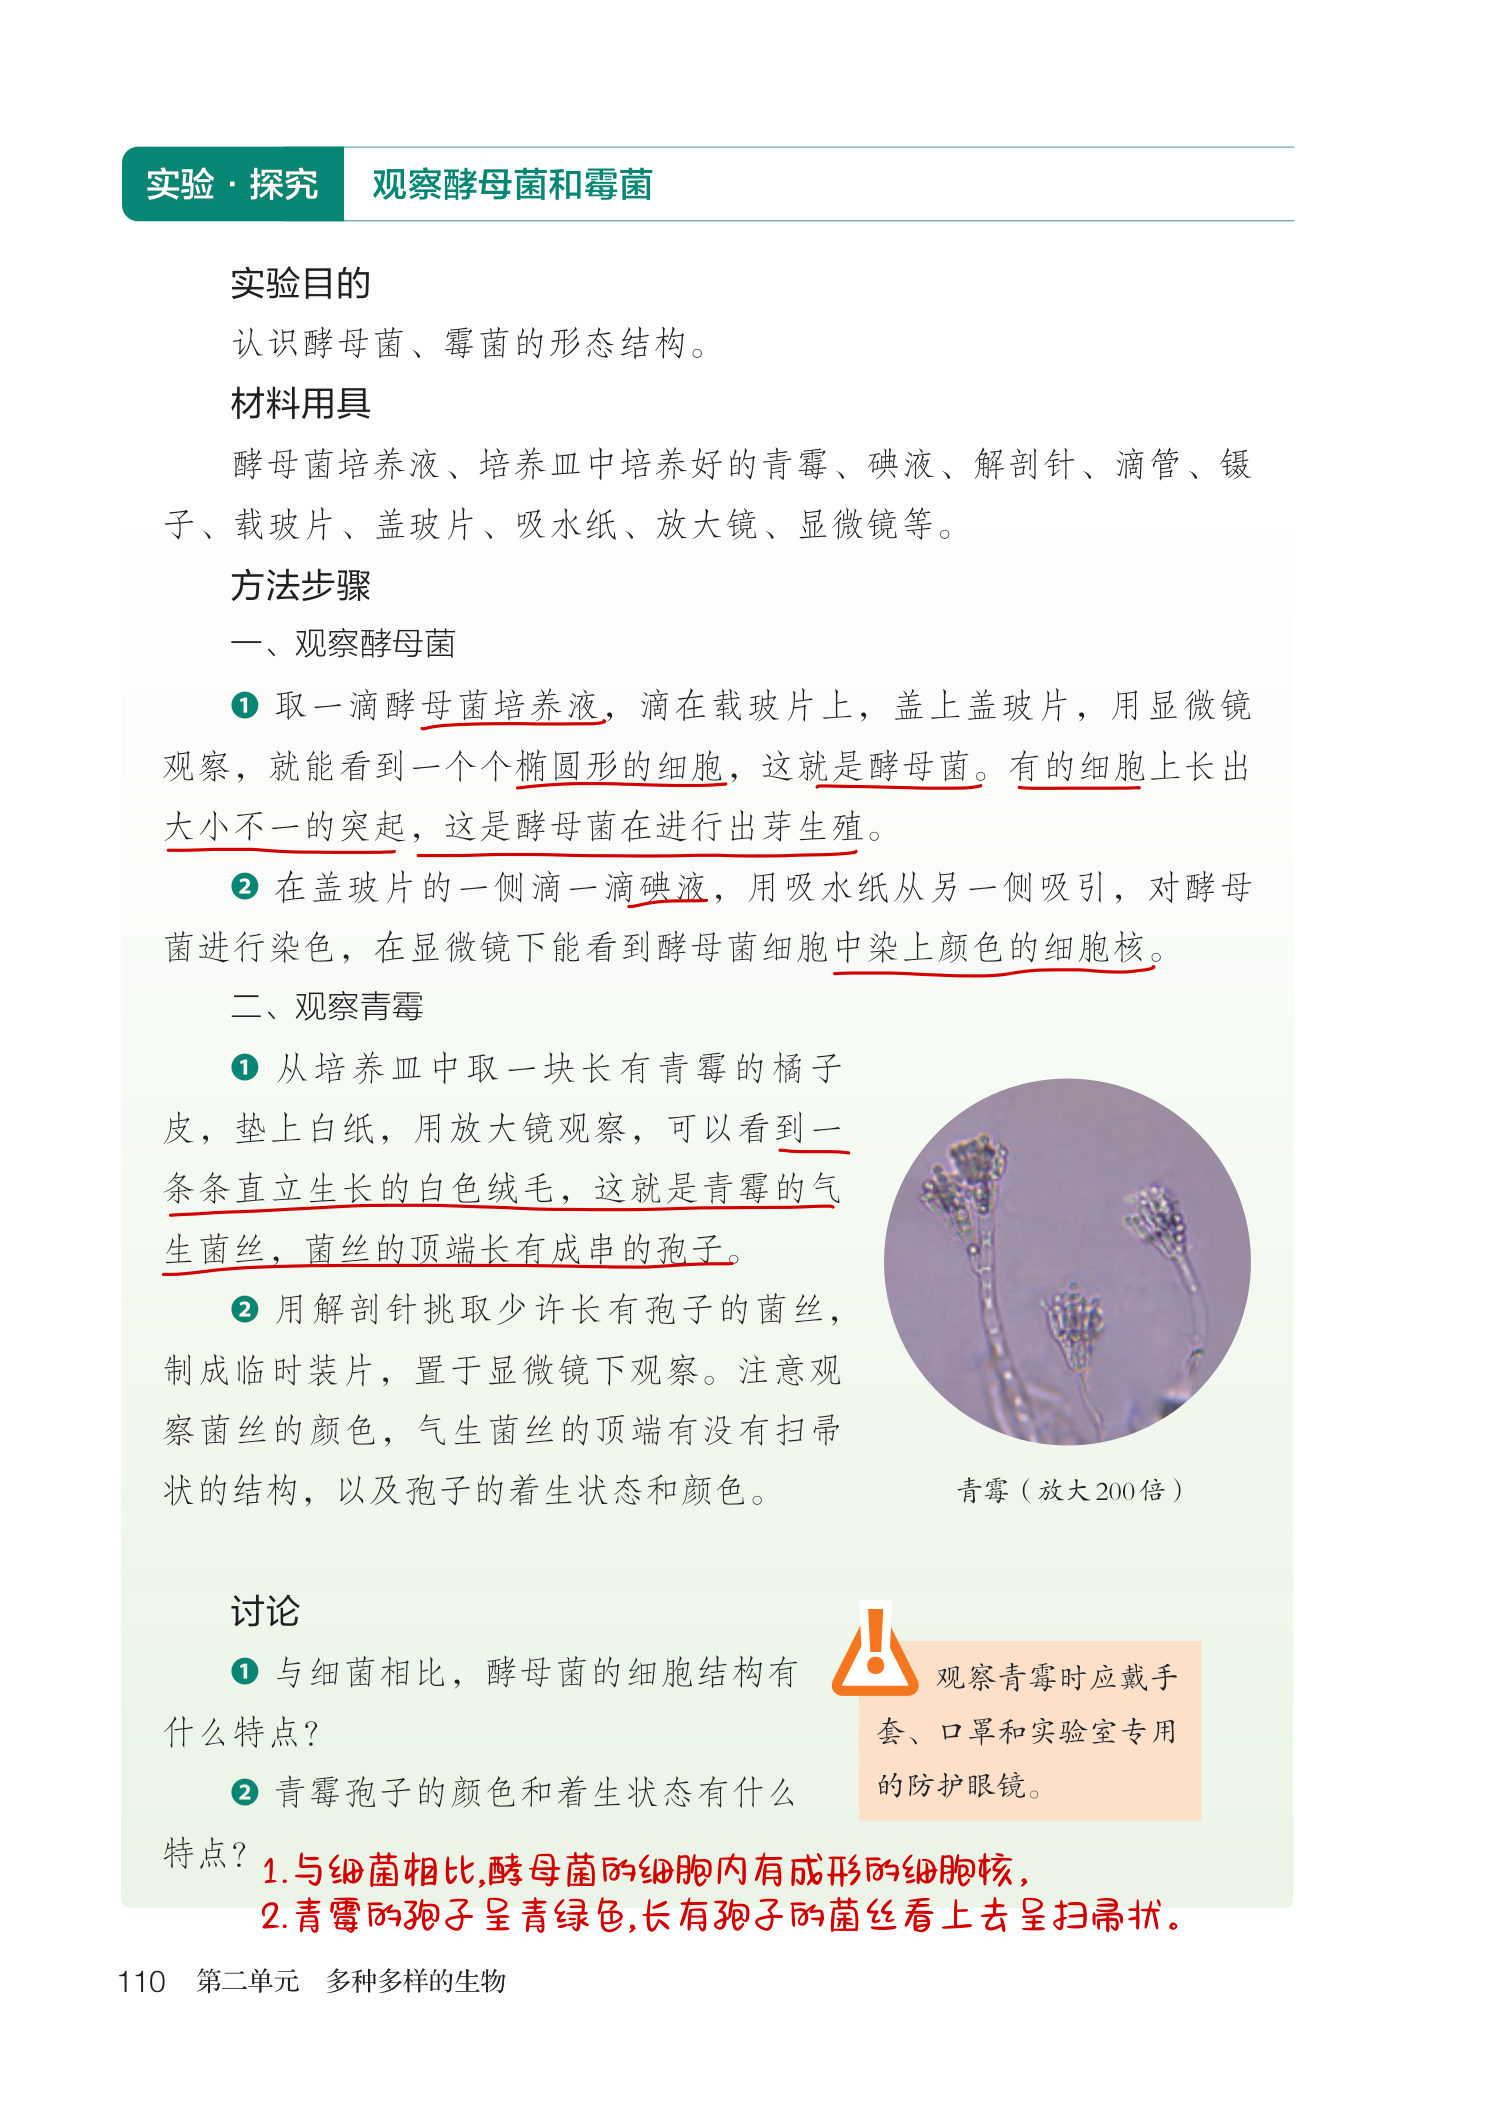 实验·探究 观察酵母菌和霉菌
实验目的
认识酵母菌、霉菌的形态结构。
材料用具
酵母菌培养液、培养皿中培养好的青霉、碘液、解剖针、滴管、镊
子、载玻片、盖玻片、吸水纸、放大镜、显微镜等。
方法步骤
一、观察酵母菌
❶ 取一滴酵母菌培养液，滴在载玻片上，盖上盖玻片，用显微镜
观察，就能看到一个个椭圆形的细胞，这就是酵母菌。有的细胞上长出
大小不一的突起，这是酵母菌在进行出芽生殖。
❷ 在盖玻片的一侧滴一滴碘液，用吸水纸从另一侧吸引，对酵母
菌进行染色，在显微镜下能看到酵母菌细胞中染上颜色的细胞核。
二、观察青霉
❶ 从培养皿中取一块长有青霉的橘子
皮，垫上白纸，用放大镜观察，可以看到一
条条直立生长的白色绒毛，这就是青霉的气
生菌丝，菌丝的顶端长有成串的孢子。
❷ 用解剖针挑取少许长有孢子的菌丝，
制成临时装片，置于显微镜下观察。注意观
察菌丝的颜色，气生菌丝的顶端有没有扫帚
状的结构，以及孢子的着生状态和颜色。
青霉（放大200倍）
讨论
❶ 与细菌相比，酵母菌的细胞结构有
什么特点？
❷ 青霉孢子的颜色和着生状态有什么
特点？
观察青霉时应戴手
套、口罩和实验室专用
的防护眼镜。
1.与细菌相比,酵母菌的细胞内有成形的细胞核,
2.青霉的孢子呈青绿色,长有孢子的菌丝看上去呈扫帚状。
110 第二单元 多种多样的生物